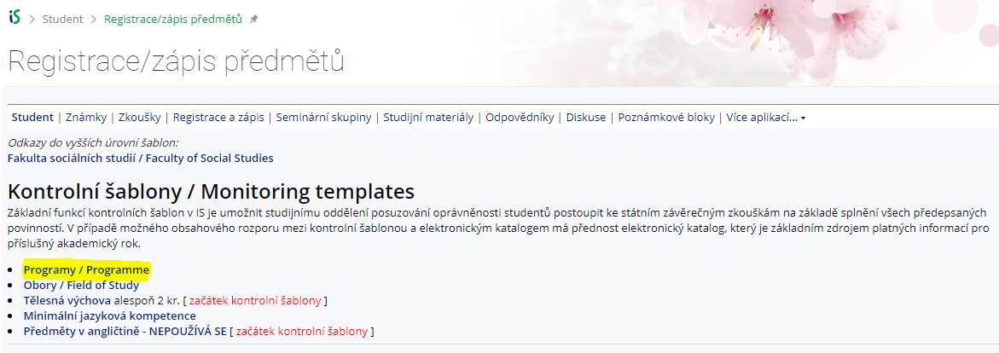 iS > Student > Registrace/zápis předmětů
Registrace/zápis předmětů
Student | Známky | Zkoušky | Registrace a zápis | Seminární skupiny | Studijní materiály | Odpovědníky | Diskuse | Poznámkové bloky | Více aplikací...
Odkazy do vyšších úrovní šablon:
Fakulta sociálních studií / Faculty of Social Studies
Kontrolní šablony / Monitoring templates
Základní funkcí kontrolních šablon v IS je umožnit studijnímu oddělení posuzování oprávněnosti studentů postoupit ke státním závěrečným zkouškám na základě splnění všech předepsaných
povinností. V případě možného obsahového rozporu mezi kontrolní šablonou a elektronickým katalogem má přednost elektronický katalog, který je základním zdrojem platných informací pro
příslušný akademický rok.
• Programy / Programme
• Obory / Field of Study
• Tělesná výchova alespoň 2 kr. [ začátek kontrolní šablony ]
• Minimální jazyková kompetence
• Předměty v angličtině - NEPOUŽÍVÁ SE [ začátek kontrolní šablony ]